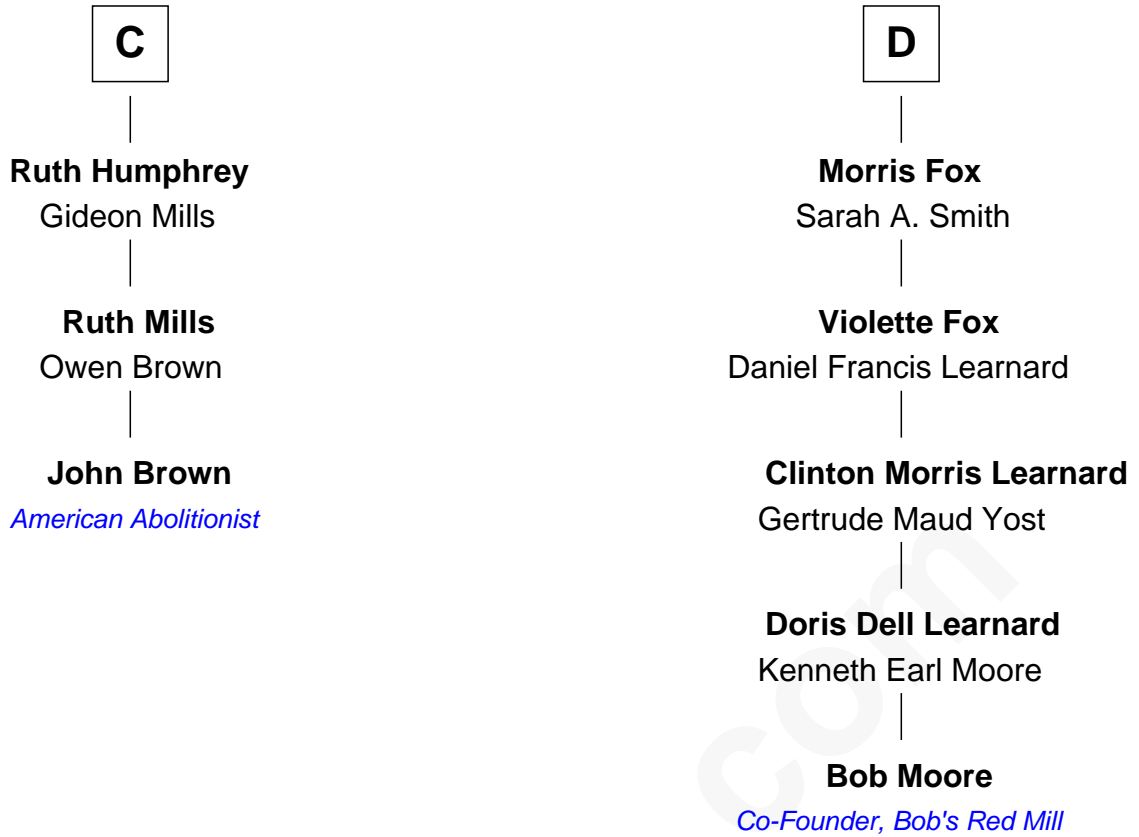 C
Ruth Humphrey
Gideon Mills
Ruth Mills
Owen Brown
John Brown
American Abolitionist
D
Morris Fox
Sarah A. Smith
Violette Fox
Daniel Francis Learnard
Clinton Morris Learnard
Gertrude Maud Yost
Doris Dell Learnard
Kenneth Earl Moore
Bob Moore
Co-Founder, Bob's Red Mill
com